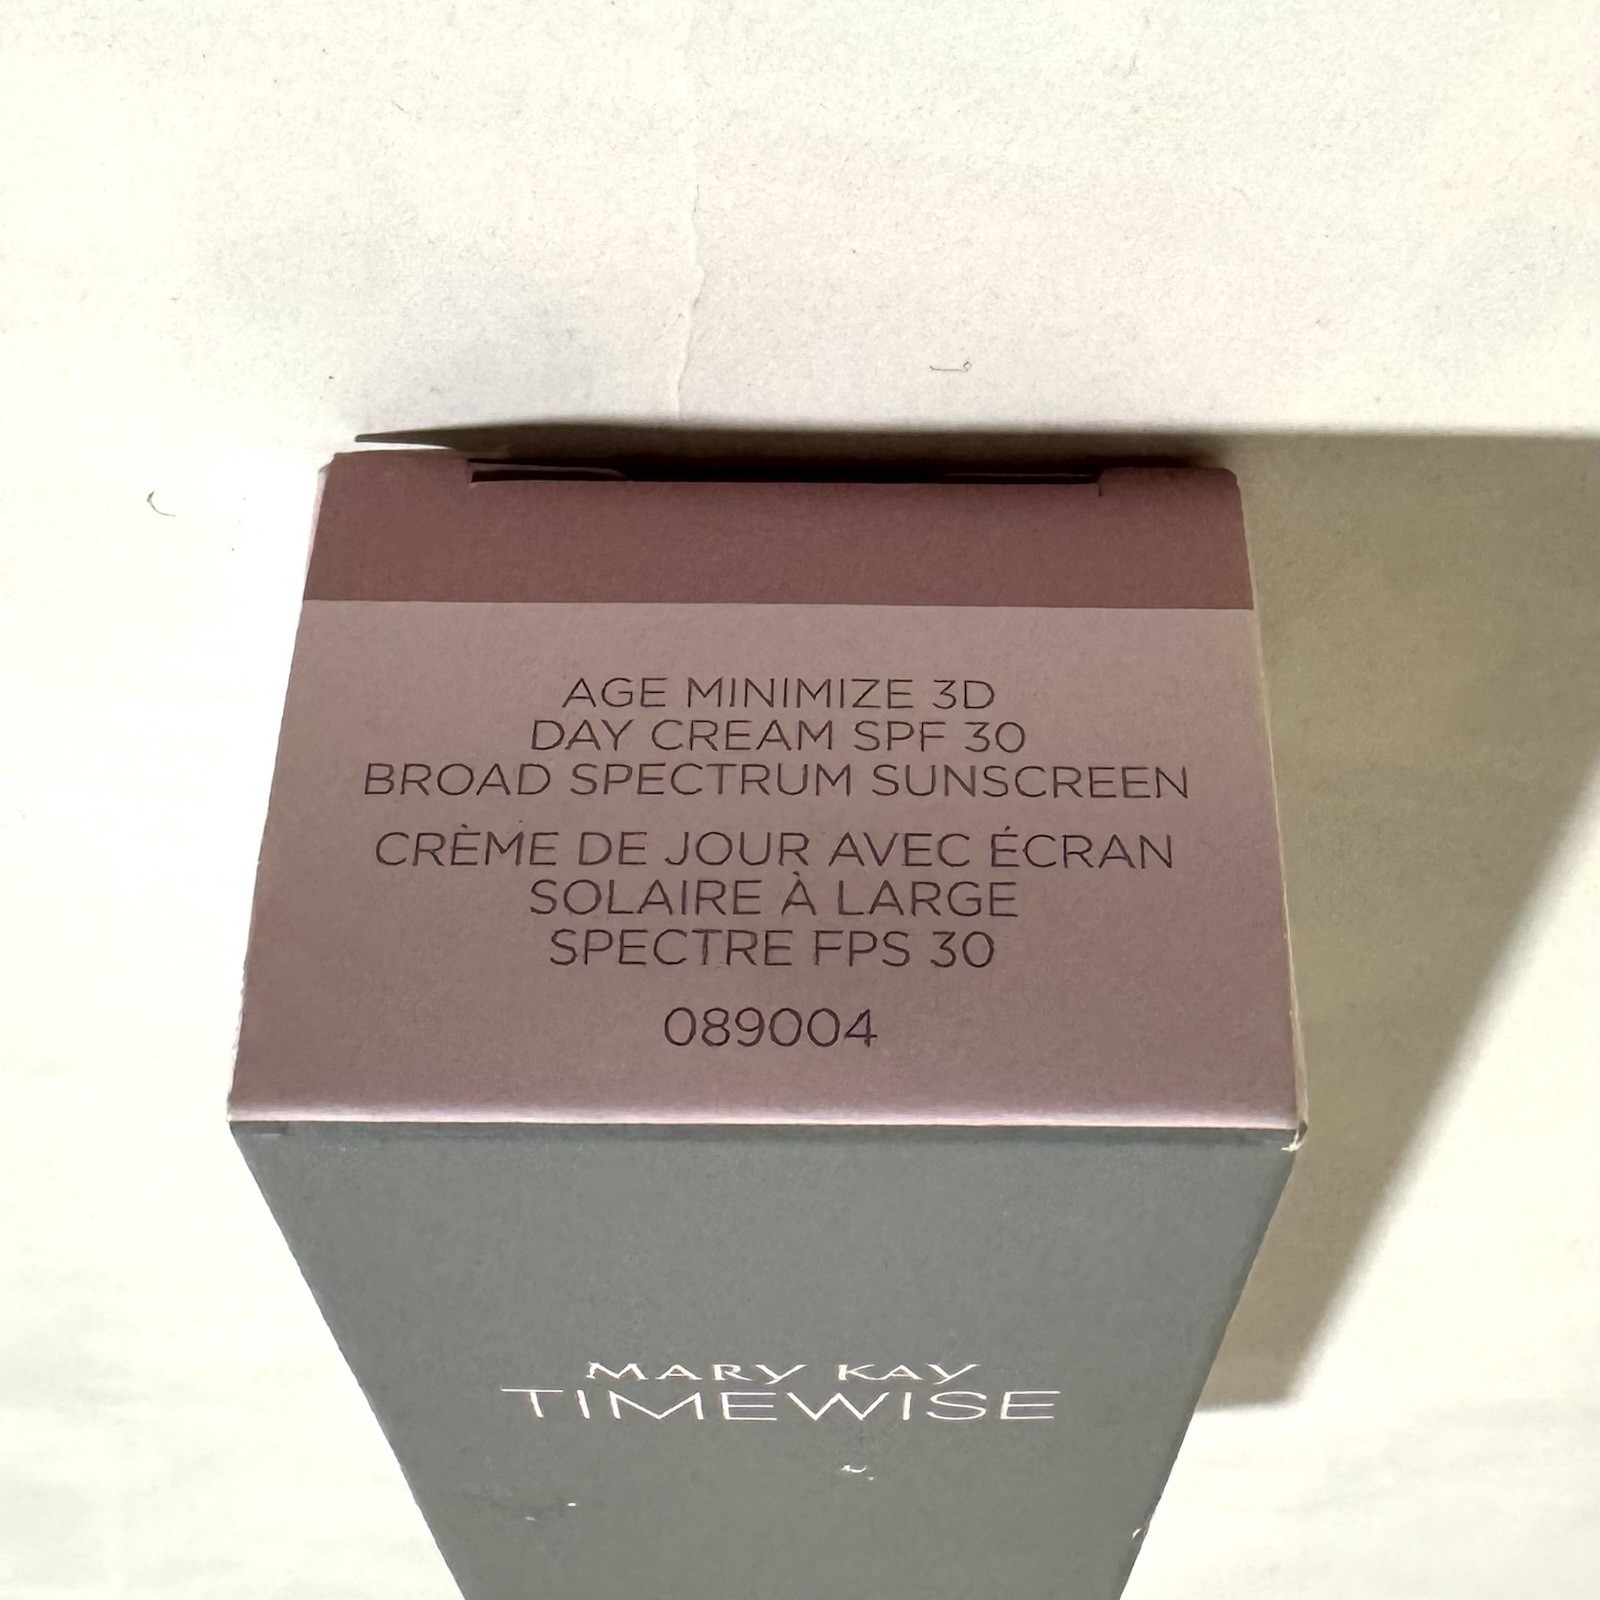 AGE MINIMIZE 3D
DAY CREAM SPF 30
BROAD SPECTRUM SUNSCREEN
CRÈME DE JOUR AVEC ÉCRAN
SOLAIRE À LARGE
SPECTRE FPS 30
089004
MARY KAY
TIMEWISE